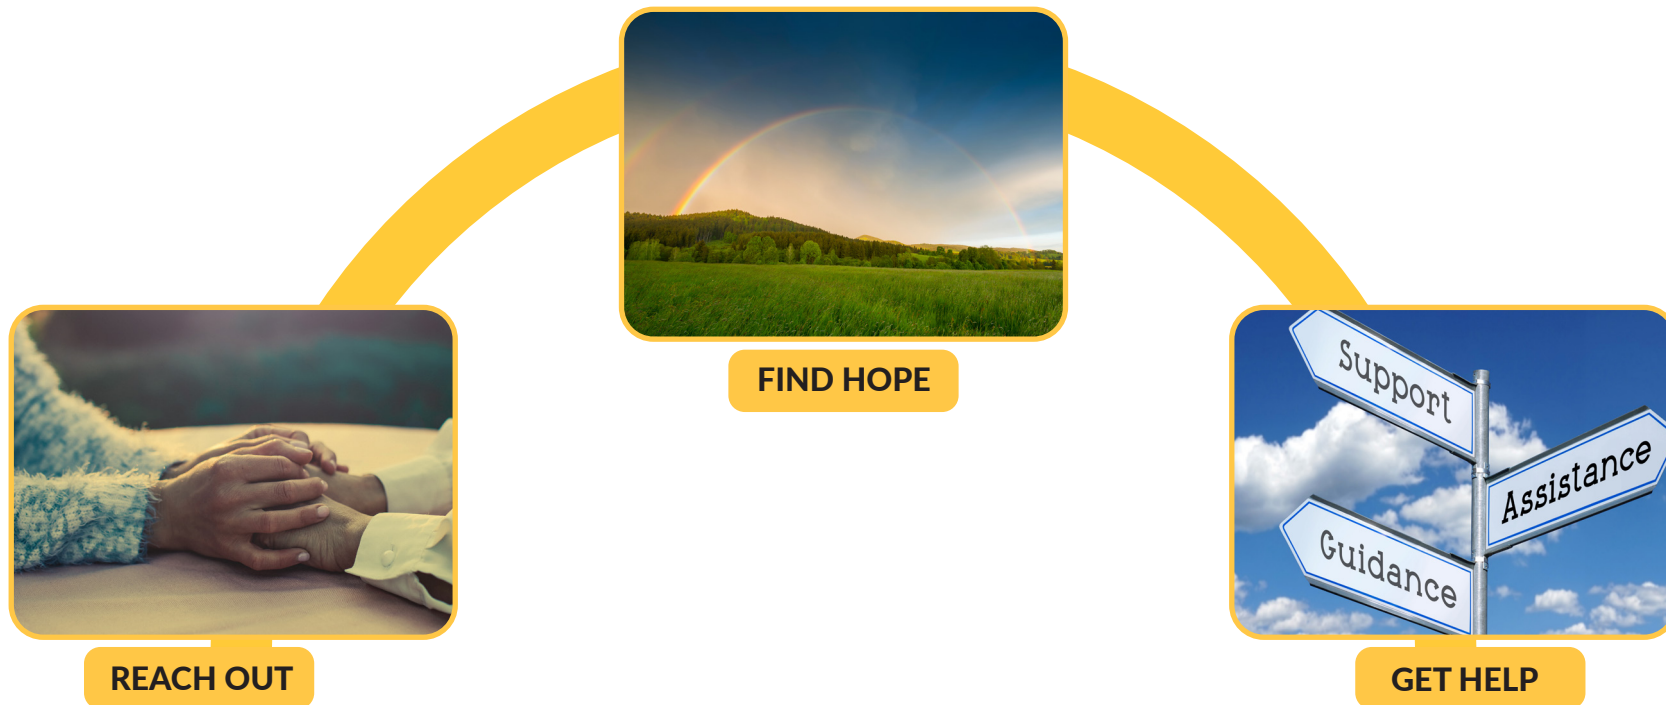 FIND HOPE
REACH OUT
Support
Assistance
Guidance
GET HELP